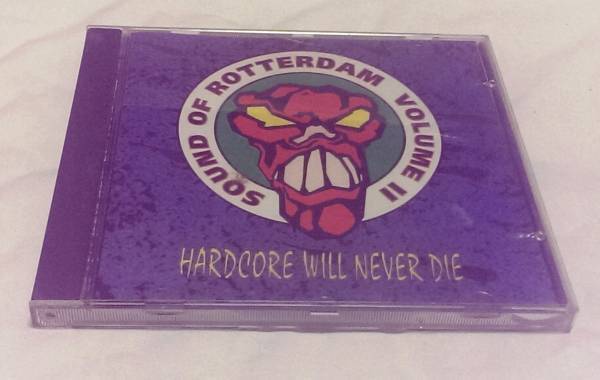 SOUND OF ROTTERDAM VOLUME II
HARDCORE WILL NEVER DIE